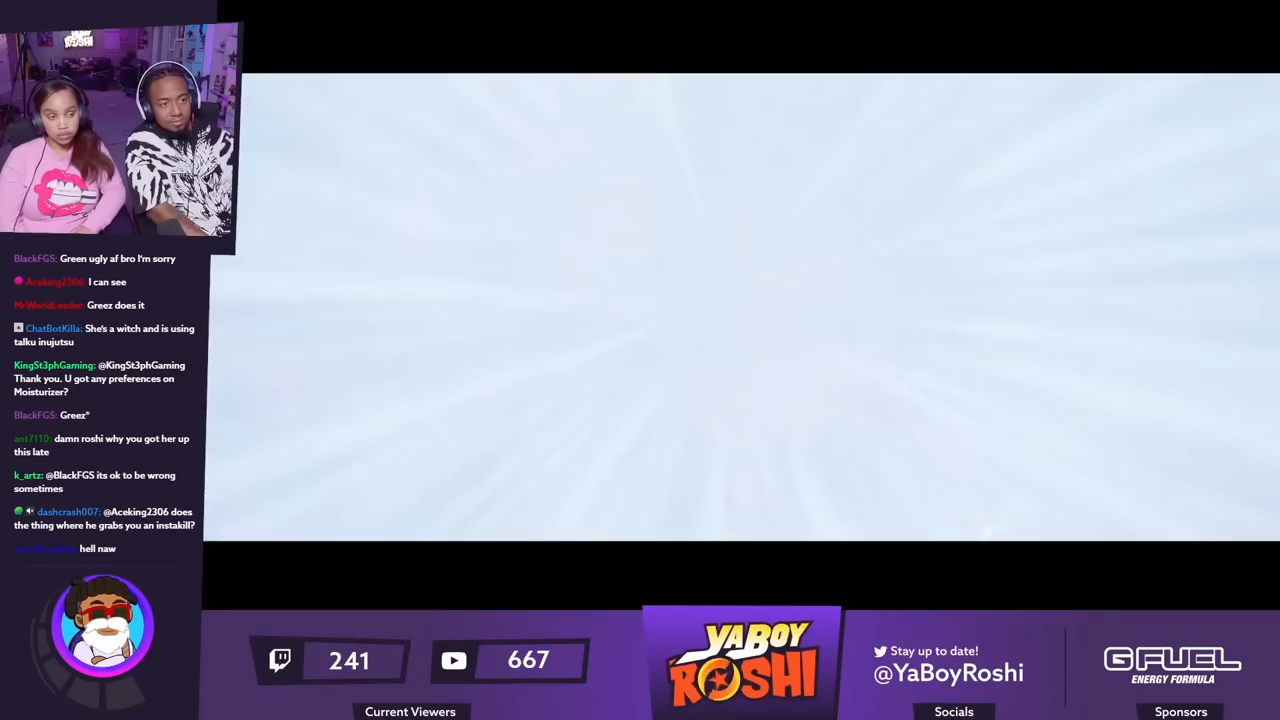 YABOY
ROSHI
BlackFGS: Green ugly af bro I'm sorry
Aceking2306: I can see
MrWorldLeader: Greez does it
ChatBotKilla: She's a witch and is using
talku inujutsu
KingSt3phGaming: @KingSt3phGaming
Thank you. U got any preferences on
Moisturizer?
BlackFGS: Greez*
ant7110: damn roshi why you got her up
this late
k_artz: @BlackFGS its ok to be wrong
sometimes
dashcrash007: @Aceking2306 does
the thing where he grabs you an instakill?
hell naw
241
667
Current Viewers
YABOY
ROSHI
Stay up to date!
@YaBoyRoshi
Socials
G FUEL
ENERGY FORMULA
Sponsors